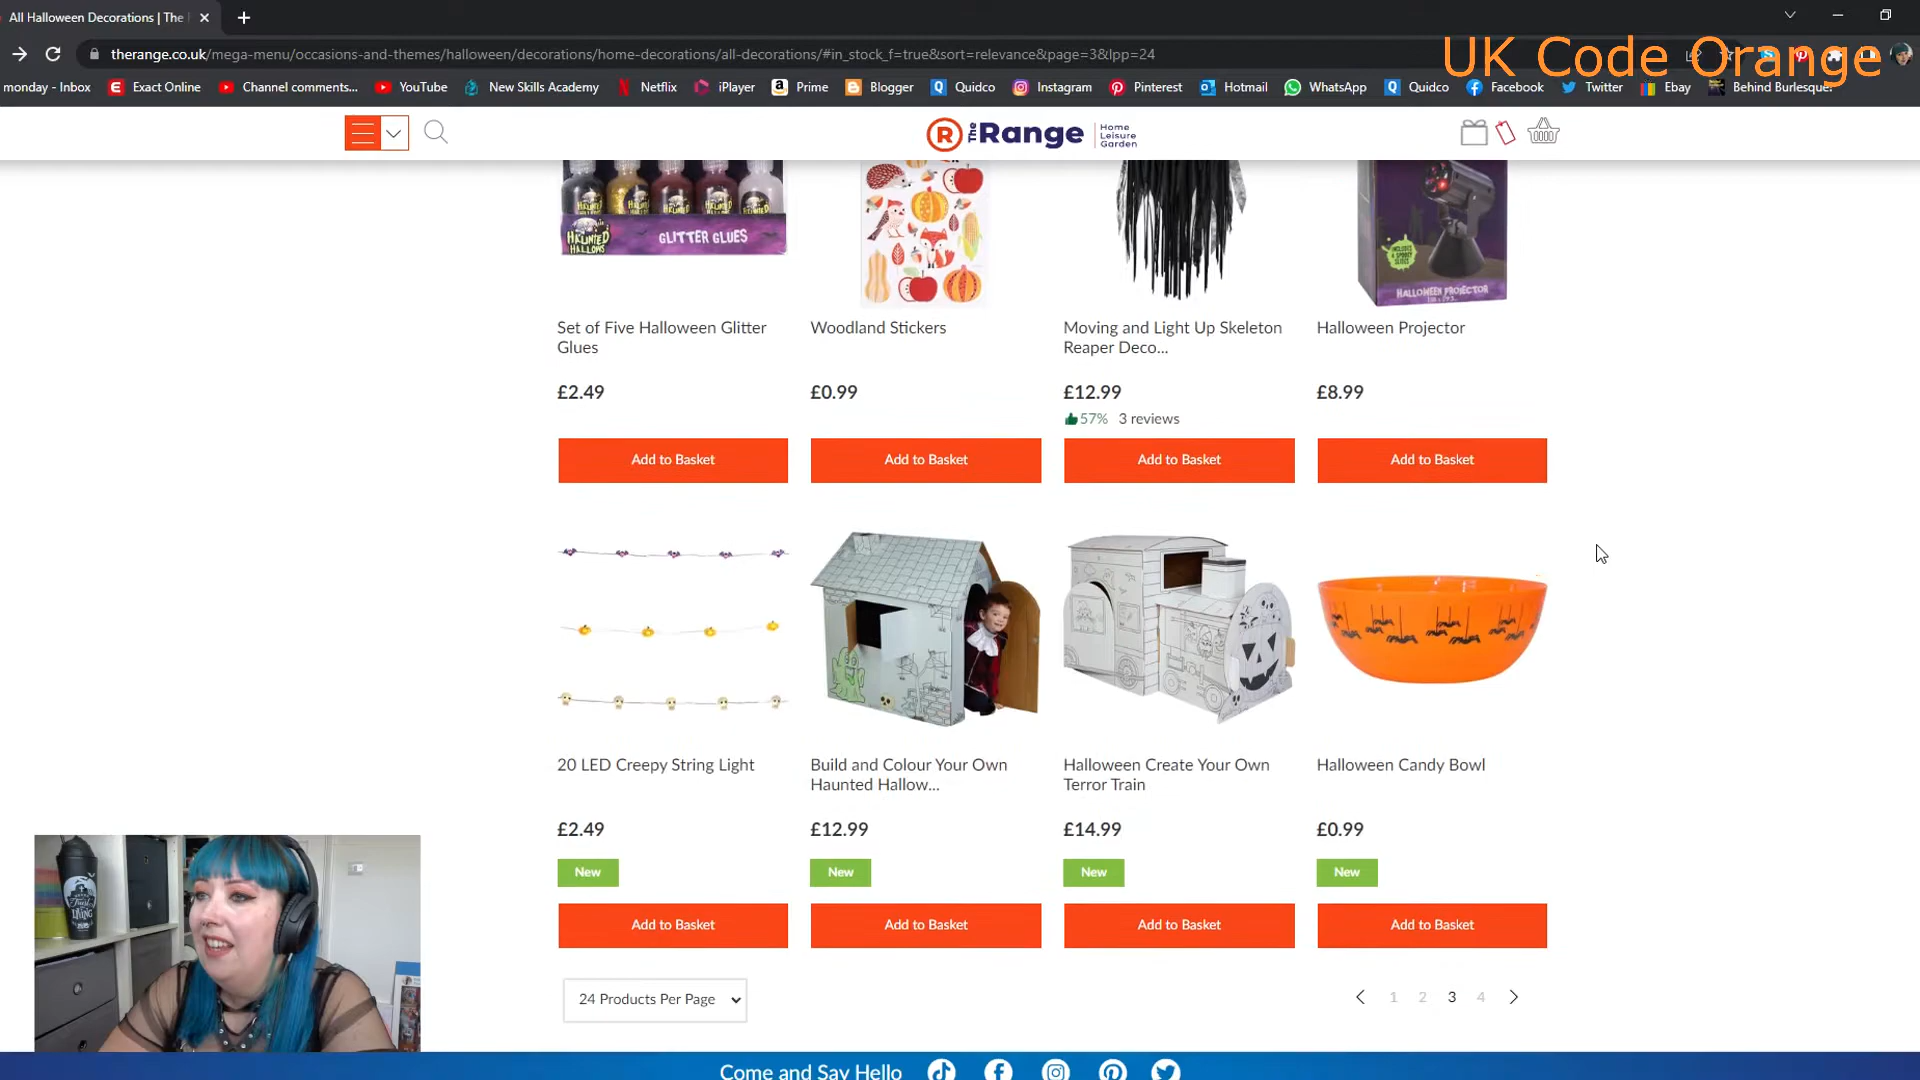 All Halloween Decorations | The
therange.co.uk/mega-menu/occasions-and-themes/halloween/decorations/home-decorations/all-decorations/#in_stock_f=true&sort=relevance&page=3&lpp=24
UK Code Orange
monday - Inbox Exact Online Channel comments... YouTube New Skills Academy Netflix iPlayer Prime Blogger Quidco Instagram Pinterest Hotmail WhatsApp Quidco Facebook Twitter Ebay Behind Burlesque:
R The Range Home Leisure Garden
HAUNTED HALLOWS GLITTER GLUES
HALLOWEEN PROJECTOR
Set of Five Halloween Glitter Glues
Woodland Stickers
Moving and Light Up Skeleton Reaper Deco...
Halloween Projector
£2.49 £0.99 £12.99 £8.99
57% 3 reviews
Add to Basket Add to Basket Add to Basket Add to Basket
20 LED Creepy String Light
Build and Colour Your Own Haunted Hallow...
Halloween Create Your Own Terror Train
Halloween Candy Bowl
£2.49 £12.99 £14.99 £0.99
New New New New
Add to Basket Add to Basket Add to Basket Add to Basket
24 Products Per Page
1 2 3 4
Come and Say Hello